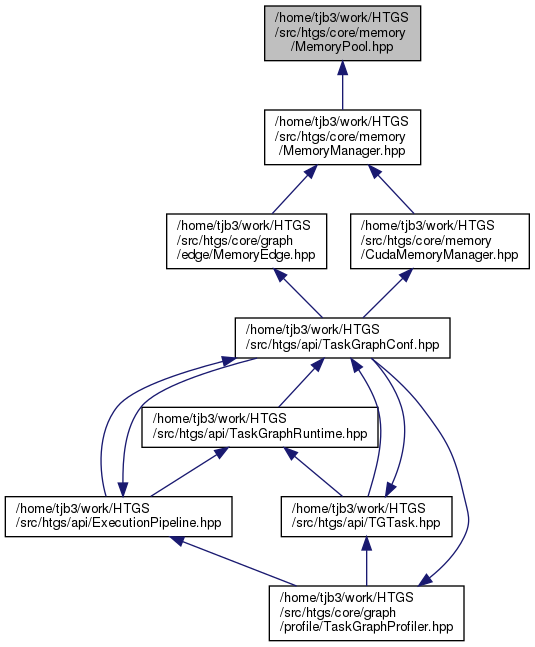 /home/tjb3/work/HTGS
/src/htgs/core/memory
/MemoryPool.hpp
/home/tjb3/work/HTGS
/src/htgs/core/memory
/MemoryManager.hpp
/home/tjb3/work/HTGS
/src/htgs/core/graph
/edge/MemoryEdge.hpp
/home/tjb3/work/HTGS
/src/htgs/core/memory
/CudaMemoryManager.hpp
/home/tjb3/work/HTGS
/src/htgs/api/TaskGraphConf.hpp
/home/tjb3/work/HTGS
/src/htgs/api/TaskGraphRuntime.hpp
/home/tjb3/work/HTGS
/src/htgs/api/ExecutionPipeline.hpp
/home/tjb3/work/HTGS
/src/htgs/api/TGTask.hpp
/home/tjb3/work/HTGS
/src/htgs/core/graph
/profile/TaskGraphProfiler.hpp